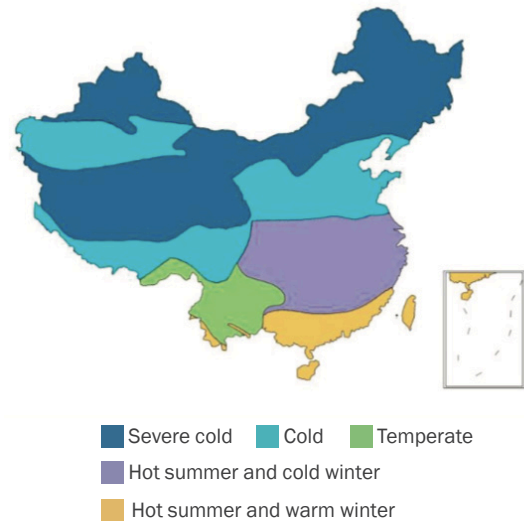 Severe cold Cold Temperate
Hot summer and cold winter
Hot summer and warm winter